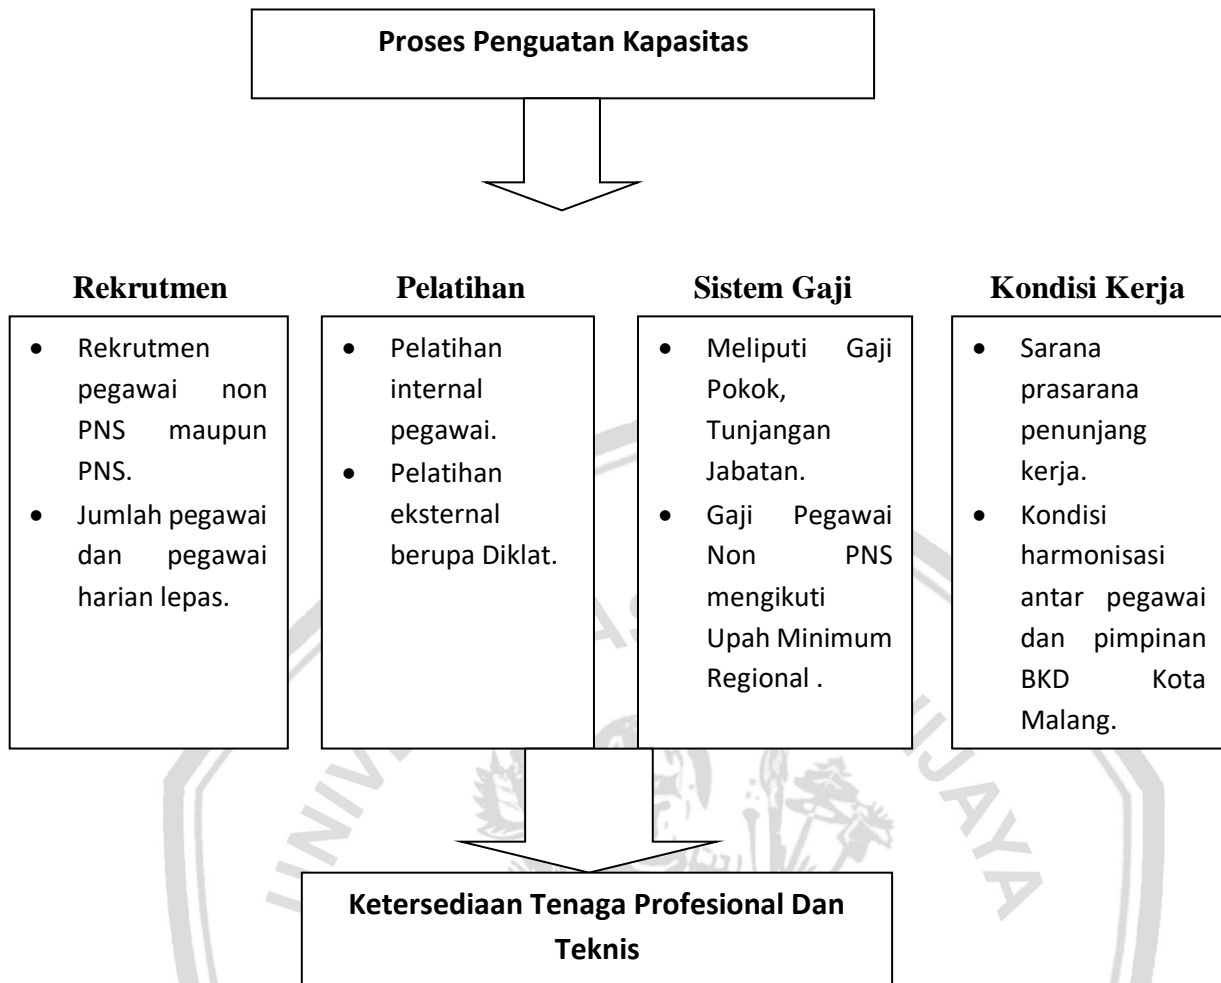 Proses Penguatan Kapasitas
Rekrutmen
• Rekrutmen
pegawai non
PNS maupun
PNS.
• Jumlah pegawai
dan pegawai
harian lepas.
Pelatihan
• Pelatihan
internal
pegawai.
• Pelatihan
eksternal
berupa Diklat.
Sistem Gaji
• Meliputi Gaji
Pokok,
Tunjangan
Jabatan.
• Gaji Pegawai
Non PNS
mengikuti
Upah Minimum
Regional .
Kondisi Kerja
• Sarana
prasarana
penunjang
kerja.
• Kondisi
harmonisasi
antar pegawai
dan pimpinan
BKD Kota
Malang.
Ketersediaan Tenaga Profesional Dan
Teknis